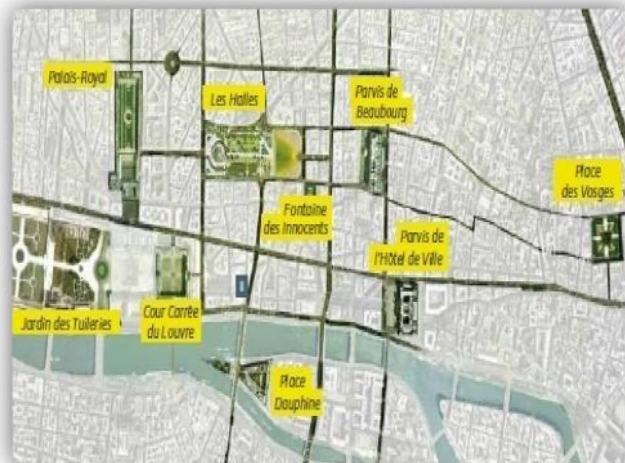 Palais-Royal
Les Halles
Parvis de
Beaubourg
Place
des Vosges
Fontaine
des Innocents
Parvis de
l'Hôtel de Ville
Jardin des Tuileries
Cour Carrée
du Louvre
Place
Dauphine